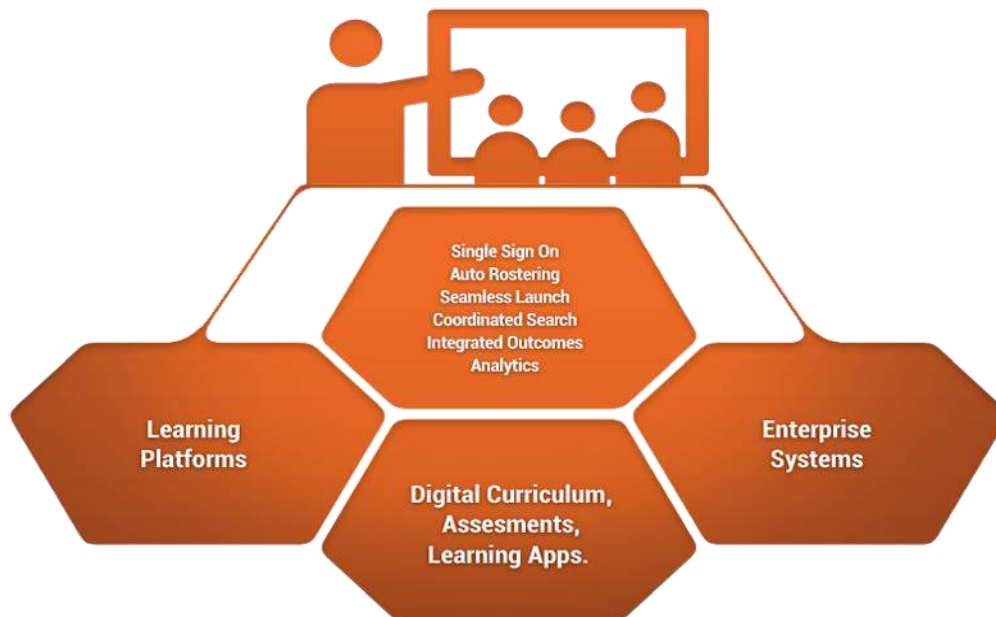 Single Sign On
Auto Rostering
Seamless Launch
Coordinated Search
Integrated Outcomes
Analytics
Learning
Platforms
Enterprise
Systems
Digital Curriculum,
Assesments,
Learning Apps.